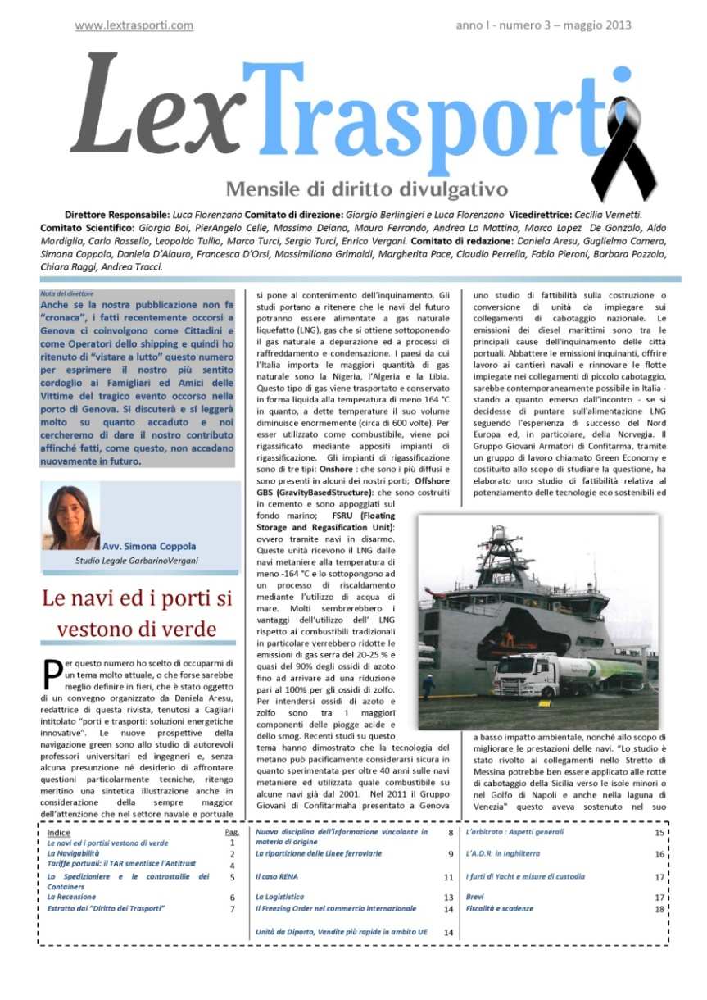 www.lextrasporti.com
anno I - numero 3 – maggio 2013
LexTrasporti
Mensile di diritto divulgativo
Direttore Responsabile: Luca Florenzano Comitato di direzione: Giorgio Berlingieri e Luca Florenzano Vicedirettrice: Cecilia Vernetti.
Comitato Scientifico: Giorgia Boi, PierAngelo Celle, Massimo Deiana, Mauro Ferrando, Andrea La Mattina, Marco Lopez De Gonzalo, Aldo
Mordiglia, Carlo Rossello, Leopoldo Tullio, Marco Turci, Sergio Turci, Enrico Vergani. Comitato di redazione: Daniela Aresu, Guglielmo Camera,
Simona Coppola, Daniela D'Alauro, Francesca D'Orsi, Massimiliano Grimaldi, Margherita Pace, Claudio Perrella, Fabio Pieroni, Barbara Pozzolo,
Chiara Raggi, Andrea Tracci.
Nota del direttore
Anche se la nostra pubblicazione non fa
“cronaca”, i fatti recentemente occorsi a
Genova ci coinvolgono come Cittadini e
come Operatori dello shipping e quindi ho
ritenuto di “vistare a lutto” questo numero
per esprimere il nostro più sentito
cordoglio ai Famigliari ed Amici delle
Vittime del tragico evento occorso nella
porto di Genova. Si discuterà e si leggerà
molto su quanto accaduto e noi
cercheremo di dare il nostro contributo
affinché fatti, come questo, non accadano
nuovamente in futuro.
Avv. Simona Coppola
Studio Legale GarbarinoVergani
Le navi ed i porti si
vestono di verde
Per questo numero ho scelto di occuparmi di
un tema molto attuale, o che forse sarebbe
meglio definire in fieri, che è stato oggetto
di un convegno organizzato da Daniela Aresu,
redattrice di questa rivista, tenutosi a Cagliari
intitolato “porti e trasporti: soluzioni energetiche
innovative”. Le nuove prospettive della
navigazione green sono allo studio di autorevoli
professori universitari ed ingegneri e, senza
alcuna presunzione né desiderio di affrontare
questioni particolarmente tecniche, ritengo
meritino una sintetica illustrazione anche in
considerazione della sempre maggior
dell’attenzione che nel settore navale e portuale
si pone al contenimento dell’inquinamento. Gli
studi portano a ritenere che le navi del futuro
potranno essere alimentate a gas naturale
liquefatto (LNG), gas che si ottiene sottoponendo
il gas naturale a depurazione ed a processi di
raffreddamento e condensazione. I paesi da cui
l’Italia importa le maggiori quantità di gas
naturale sono la Nigeria, l’Algeria e la Libia.
Questo tipo di gas viene trasportato e conservato
in forma liquida alla temperatura di meno 164 °C
in quanto, a dette temperature il suo volume
diminuisce enormemente (circa di 600 volte). Per
esser utilizzato come combustibile, viene poi
rigassificato mediante appositi impianti di
rigassificazione. Gli impianti di rigassificazione
sono di tre tipi: Onshore : che sono i più diffusi e
sono presenti in alcuni dei nostri porti; Offshore
GBS (GravityBasedStructure): che sono costruiti
in cemento e sono appoggiati sul
fondo marino; FSRU (Floating
Storage and Regasification Unit):
ovvero tramite navi in disarmo.
Queste unità ricevono il LNG dalle
navi metaniere alla temperatura di
meno -164 °C e lo sottopongono ad
un processo di riscaldamento
mediante l’utilizzo di acqua di
mare. Molti sembrerebbero i
vantaggi dell’utilizzo dell’ LNG
rispetto ai combustibili tradizionali
in particolare verrebbero ridotte le
emissioni di gas serra del 20-25 % e
quasi del 90% degli ossidi di azoto
fino ad arrivare ad una riduzione
pari al 100% per gli ossidi di zolfo.
Per intendersi ossidi di azoto e
zolfo sono tra i maggiori
componenti delle piogge acide e
dello smog. Recenti studi su questo
tema hanno dimostrato che la tecnologia del
metano può pacificamente considerarsi sicura in
quanto sperimentata per oltre 40 anni sulle navi
metaniere ed utilizzata quale combustibile su
alcune navi già dal 2001. Nel 2011 il Gruppo
Giovani di Confitarmaha presentato a Genova
uno studio di fattibilità sulla costruzione o
conversione di unità da impiegare sui
collegamenti di cabotaggio nazionale. Le
emissioni dei diesel marittimi sono tra le
principali cause dell'inquinamento delle città
portuali. Abbattere le emissioni inquinanti, offrire
lavoro ai cantieri navali e rinnovare le flotte
impiegate nei collegamenti di piccolo cabotaggio,
sarebbe contemporaneamente possibile in Italia -
stando a quanto emerso dall’incontro - se si
decidesse di puntare sull'alimentazione LNG
seguendo l'esperienza di successo del Nord
Europa ed, in particolare, della Norvegia. Il
Gruppo Giovani Armatori di Confitarma, tramite
un gruppo di lavoro chiamato Green Economy e
costituito allo scopo di studiare la questione, ha
elaborato uno studio di fattibilità relativa al
potenziamento delle tecnologie eco sostenibili ed
a basso impatto ambientale, nonché allo scopo di
migliorare le prestazioni delle navi. “Lo studio è
stato rivolto ai collegamenti nello Stretto di
Messina potrebbe ben essere applicato alle rotte
di cabotaggio della Sicilia verso le isole minori o
nel Golfo di Napoli e anche nella laguna di
Venezia" questo aveva sostenuto nel suo
Indice Pag.
Le navi ed i portisi vestono di verde 1
La Navigabilità 2
Tariffe portuali: il TAR smentisce l’Antitrust 4
Lo Spedizioniere e le controstallie dei 5
Containers
La Recensione 6
Estratto dal “Diritto dei Trasporti” 7
Nuova disciplina dell’informazione vincolante in 8
materia di origine
La ripartizione delle Linee ferroviarie 9
Il caso RENA 11
La Logististica 13
Il Freezing Order nel commercio internazionale 14
Unità da Diporto, Vendite più rapide in ambito UE 14
L’arbitrato : Aspetti generali 15
L’A.D.R. in Inghilterra 16
I furti di Yacht e misure di custodia 17
Brevi 17
Fiscalità e scadenze 18